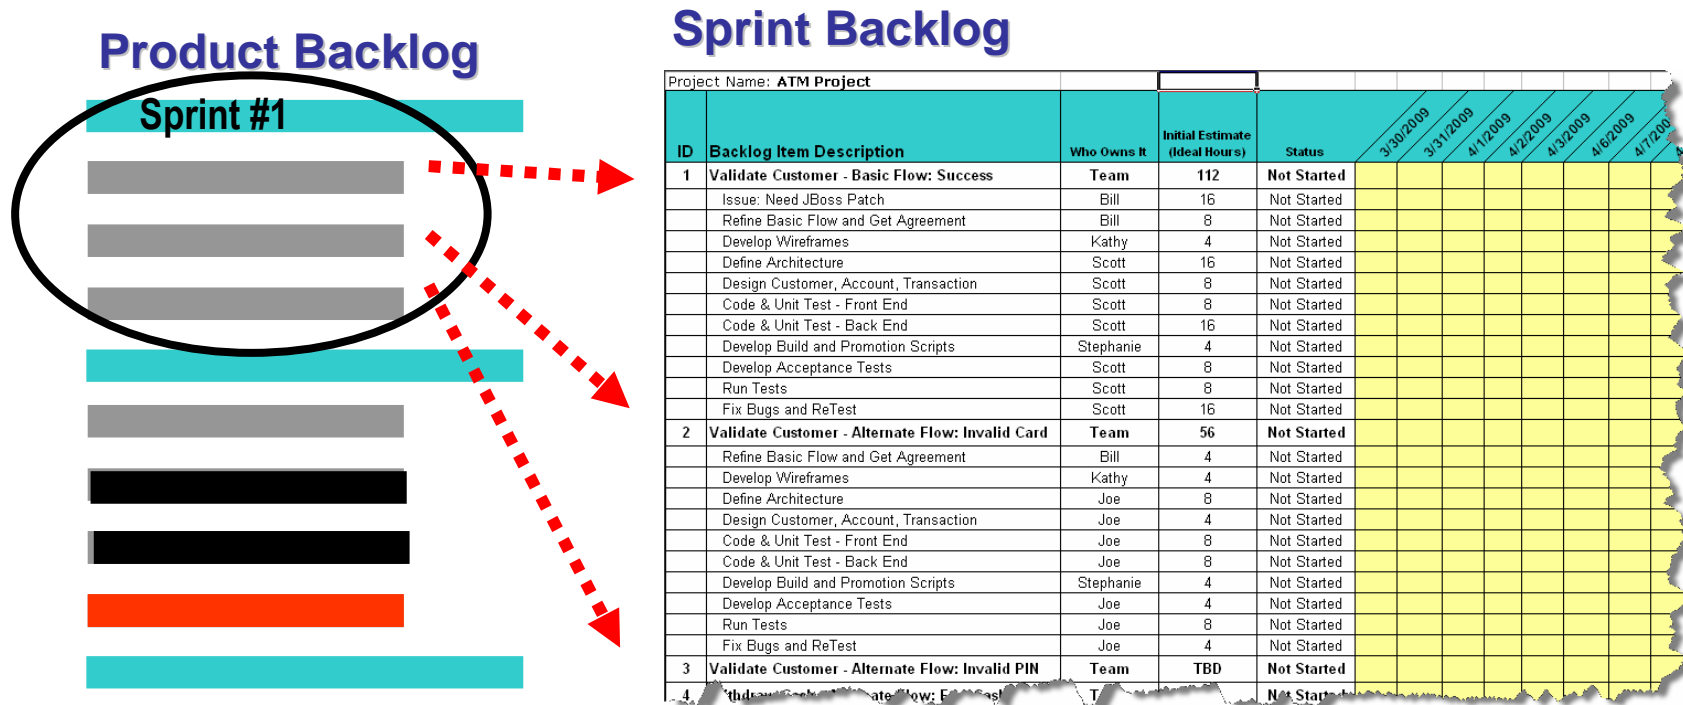 Product Backlog
Sprint #1
Sprint Backlog
Project Name: ATM Project
ID Backlog Item Description Who Owns It Initial Estimate (Ideal Hours) Status 3/30/2009 3/31/2009 4/1/2009 4/2/2009 4/3/2009 4/6/2009
1 Validate Customer - Basic Flow: Success Team 112 Not Started
Issue: Need JBoss Patch Bill 16 Not Started
Refine Basic Flow and Get Agreement Bill 8 Not Started
Develop Wireframes Kathy 4 Not Started
Define Architecture Scott 16 Not Started
Design Customer, Account, Transaction Scott 8 Not Started
Code & Unit Test - Front End Scott 8 Not Started
Code & Unit Test - Back End Scott 16 Not Started
Develop Build and Promotion Scripts Stephanie 4 Not Started
Develop Acceptance Tests Scott 8 Not Started
Run Tests Scott 8 Not Started
Fix Bugs and ReTest Scott 16 Not Started
2 Validate Customer - Alternate Flow: Invalid Card Team 56 Not Started
Refine Basic Flow and Get Agreement Bill 4 Not Started
Develop Wireframes Kathy 4 Not Started
Define Architecture Joe 8 Not Started
Design Customer, Account, Transaction Joe 4 Not Started
Code & Unit Test - Front End Joe 8 Not Started
Code & Unit Test - Back End Joe 8 Not Started
Develop Build and Promotion Scripts Stephanie 4 Not Started
Develop Acceptance Tests Joe 4 Not Started
Run Tests Joe 8 Not Started
Fix Bugs and ReTest Joe 4 Not Started
3 Validate Customer - Alternate Flow: Invalid PIN Team TBD Not Started
4